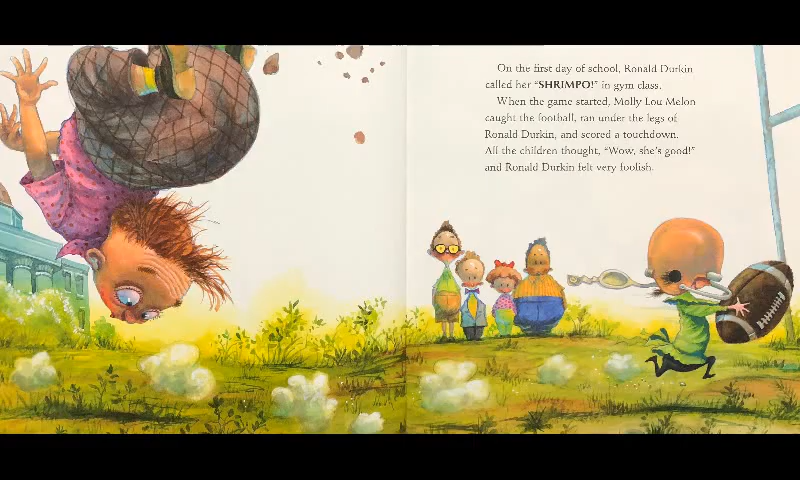 On the first day of school, Ronald Durkin
called her “SHRIMPO!” in gym class.
When the game started, Molly Lou Melon
caught the football, ran under the legs of
Ronald Durkin, and scored a touchdown.
All the children thought, “Wow, she's good!”
and Ronald Durkin felt very foolish.